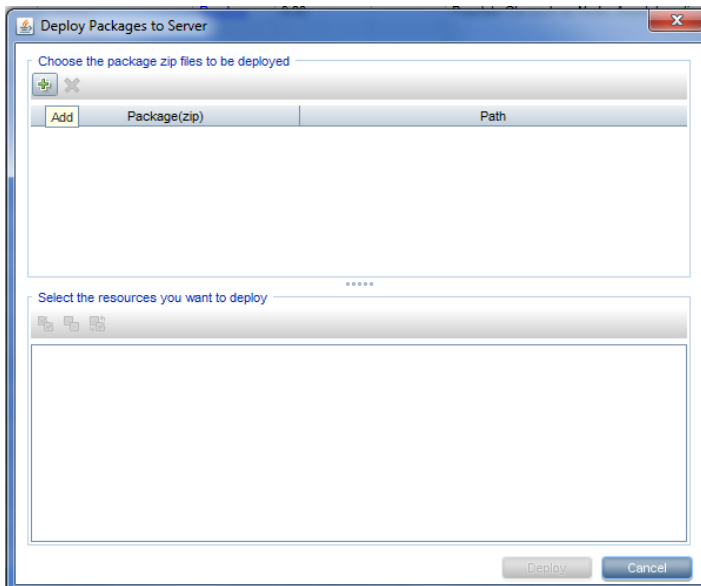 Deploy Packages to Server
Choose the package zip files to be deployed
Add
Package(zip) Path
Select the resources you want to deploy
Deploy Cancel